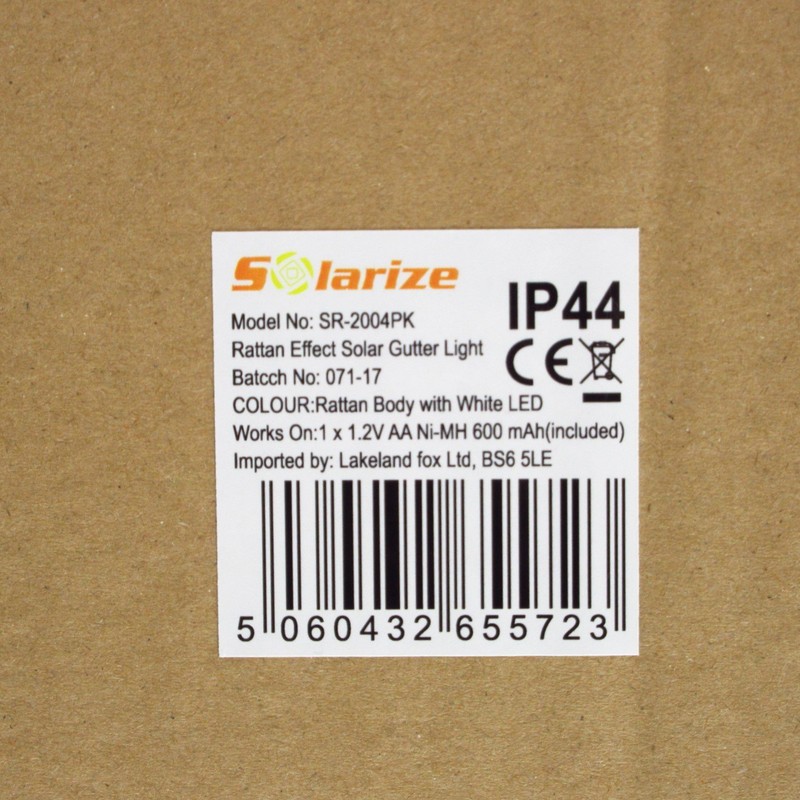 Solarize
IP44
Model No: SR-2004PK
Rattan Effect Solar Gutter Light
CE
Batcch No: 071-17
COLOUR:Rattan Body with White LED
Works On:1 x 1.2V AA Ni-MH 600 mAh(included)
Imported by: Lakeland fox Ltd, BS6 5LE
5 060432 655723